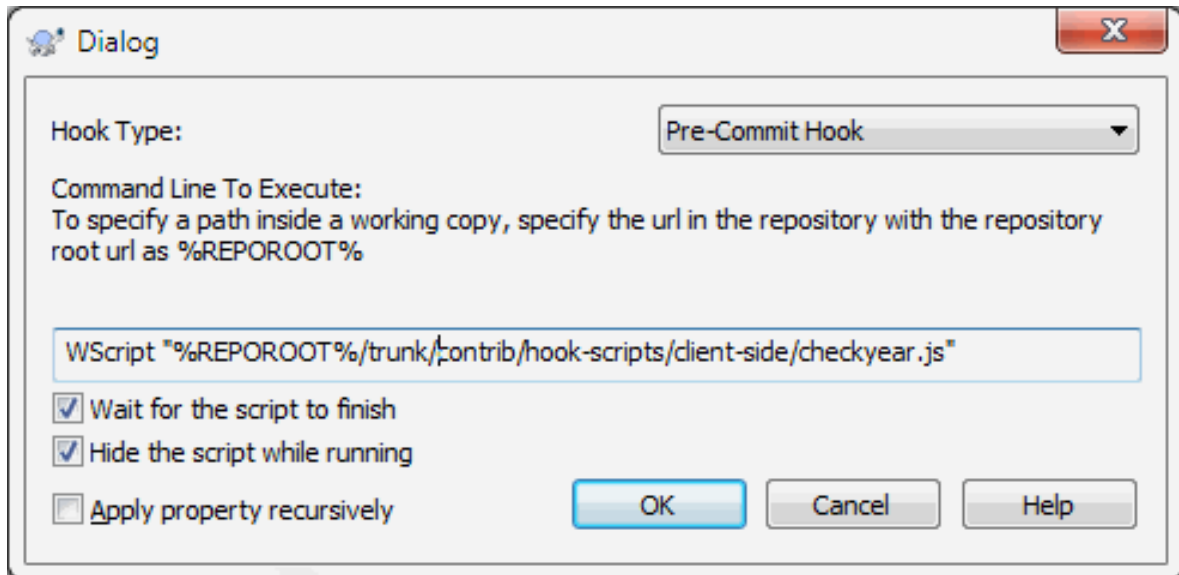 Dialog
Hook Type:
Pre-Commit Hook
Command Line To Execute:
To specify a path inside a working copy, specify the url in the repository with the repository
root url as %REPOROOT%
WScript "%REPOROOT%/trunk/contrib/hook-scripts/client-side/checkyear.js"
Wait for the script to finish
Hide the script while running
Apply property recursively
OK
Cancel
Help